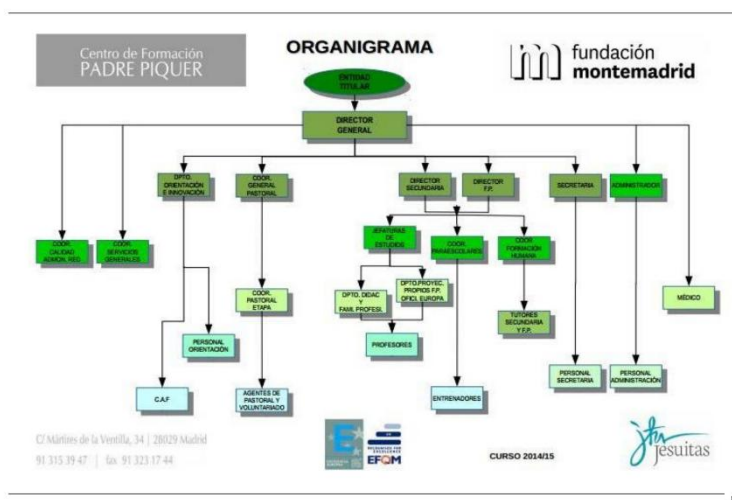 Centro de Formación
PADRE PIQUER
ORGANIGRAMA
fundación
montemadrid
ENTIDAD
TITULAR
DIRECTOR
GENERAL
DPTO.
ORIENTACIÓN
E INNOVACIÓN
COOR.
GENERAL
PASTORAL
DIRECTOR
SECUNDARIA
DIRECTOR
F.P.
SECRETARIA
ADMINISTRADOR
COOR.
CALIDAD
ADMON. REG.
COOR.
SERVICIOS
GENERALES
JEFATURAS
DE
ESTUDIOS
COOR.
PARAESCOLARES
COOR.
FORMACIÓN
HUMANA
COOR.
PASTORAL
ETAPA
DPTO. DIDAC
Y
FAMI. PROFESI.
DPTO.PROYEC.
PROPIOS F.P.
OFICI. EUROPA
MÉDICO
TUTORES
SECUNDARIA
Y F.P.
PERSONAL
ORIENTACIÓN
PROFESORES
PERSONAL
SECRETARIA
PERSONAL
ADMINISTRACIÓN
C.A.F
AGENTES DE
PASTORAL Y
VOLUNTARIADO
ENTRENADORES
C/ Mártires de la Ventilla, 34 | 28029 Madrid
91 315 39 47 | fax 91 323 17 44
E
RECOGNISED FOR
EXCELLENCE
EFQM
CURSO 2014/15
jesuitas